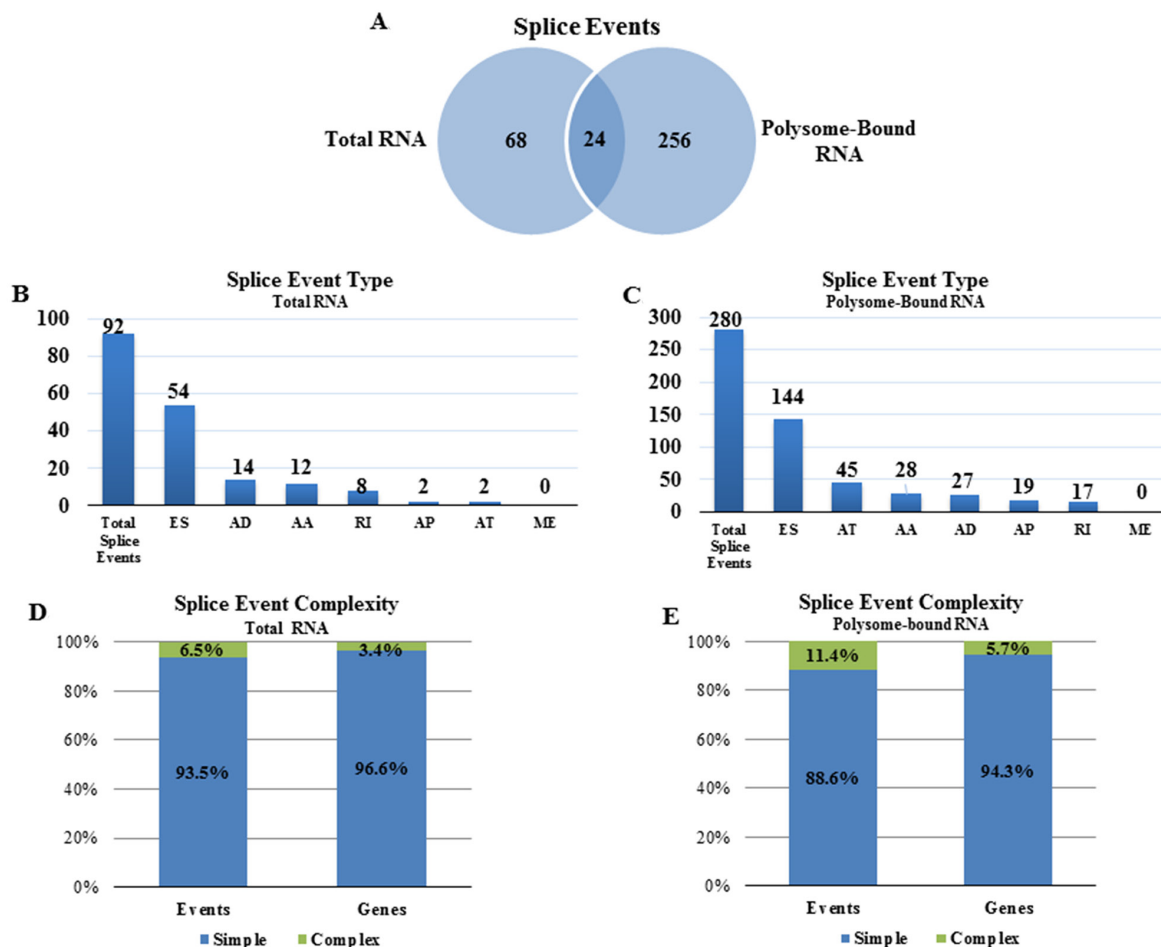 A
Splice Events
Total RNA
68
24
256
Polysome-Bound
RNA
B
Splice Event Type
Total RNA
100
80
60
40
20
0
92
54
14
12
8
2
2
0
Total
Splice
Events
ES
AD
AA
RI
AP
AT
ME
C
Splice Event Type
Polysome-Bound RNA
300
250
200
150
100
50
0
280
144
45
28
27
19
17
0
Total
Splice
Events
ES
AT
AA
AD
AP
RI
ME
D
Splice Event Complexity
Total RNA
100%
80%
60%
40%
20%
0%
6.5%
3.4%
93.5%
96.6%
Events
Genes
Simple
Complex
E
Splice Event Complexity
Polysome-bound RNA
100%
80%
60%
40%
20%
0%
11.4%
5.7%
88.6%
94.3%
Events
Genes
Simple
Complex